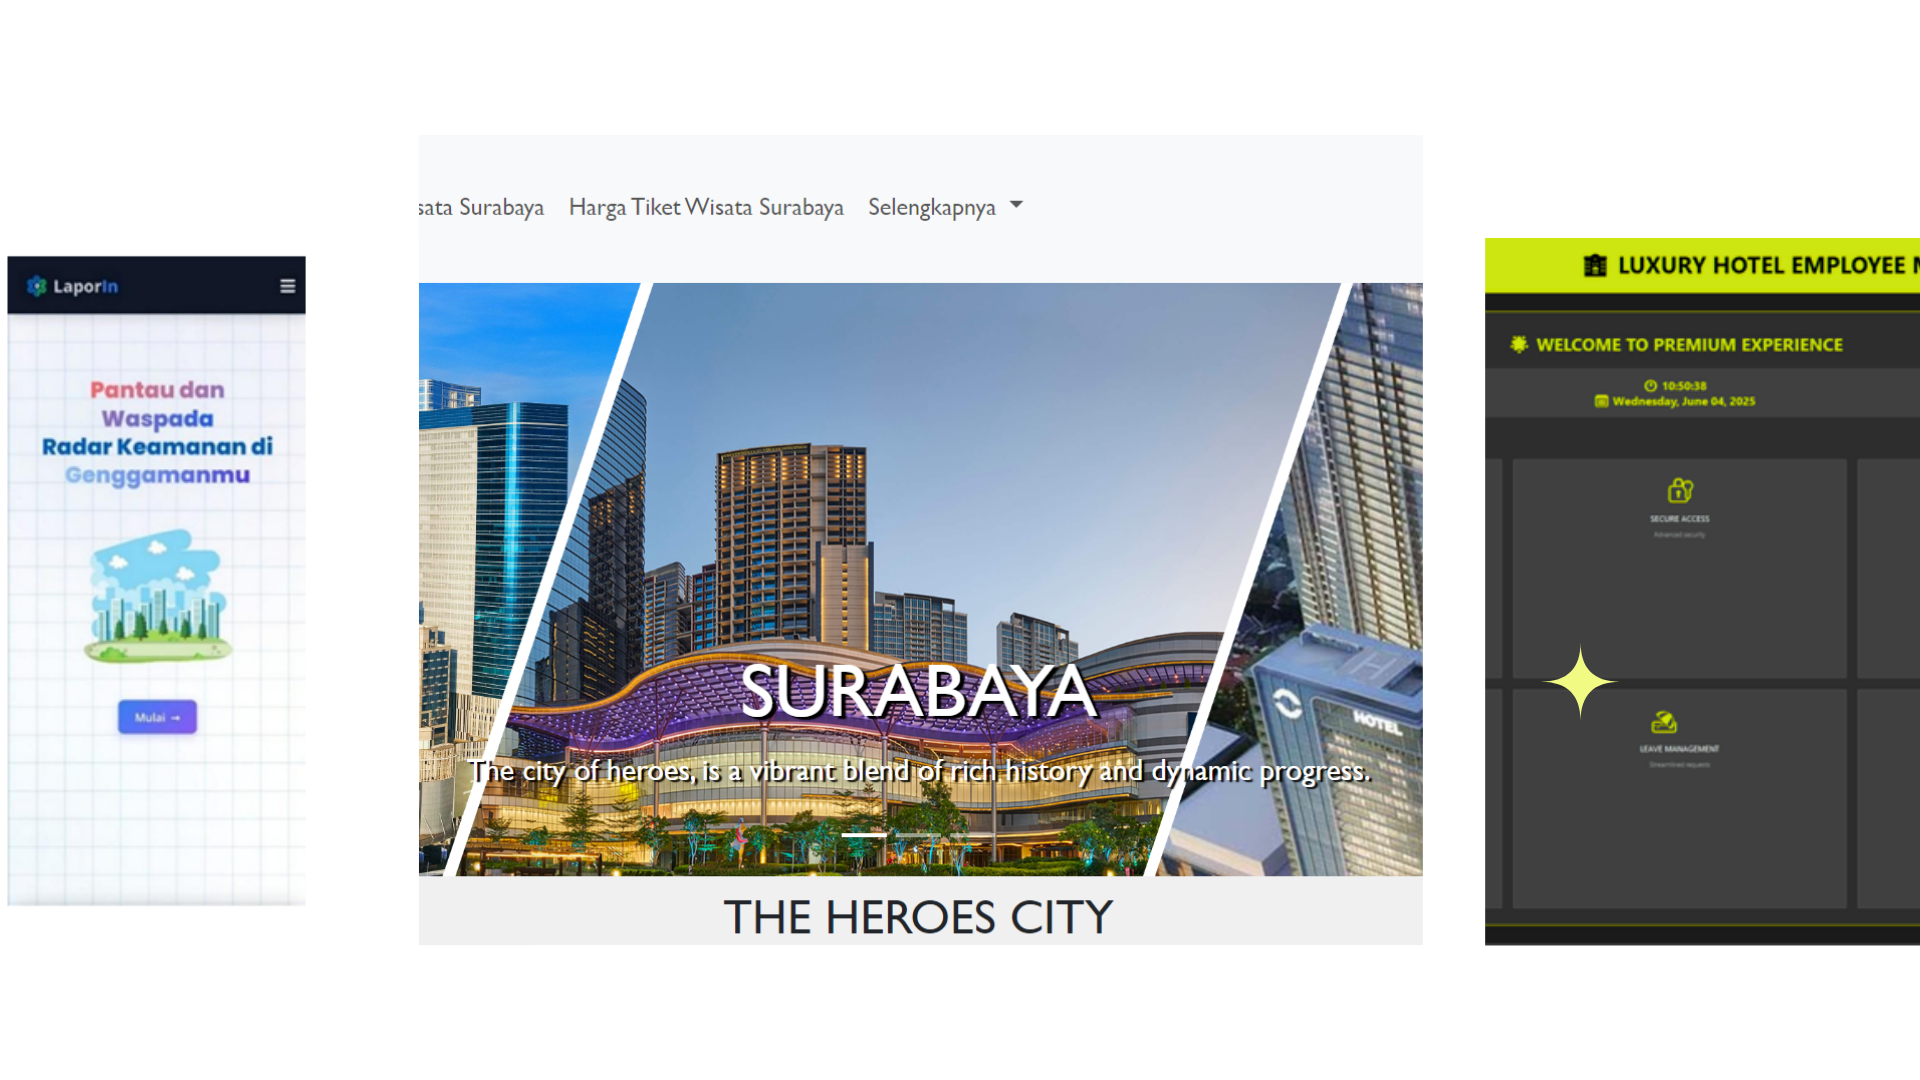 LaporIn
Pantau dan
Waspada
Radar Keamanan di
Genggamanmu
Mulai →
sata Surabaya Harga Tiket Wisata Surabaya Selengkapnya
HOTEL
SURABAYA
The city of heroes, is a vibrant blend of rich history and dynamic progress.
THE HEROES CITY
LUXURY HOTEL EMPLOYEE
WELCOME TO PREMIUM EXPERIENCE
10:50:38
Wednesday, June 04, 2025
SECURE ACCESS
Advanced security
LEAVE MANAGEMENT
Streamlined requests